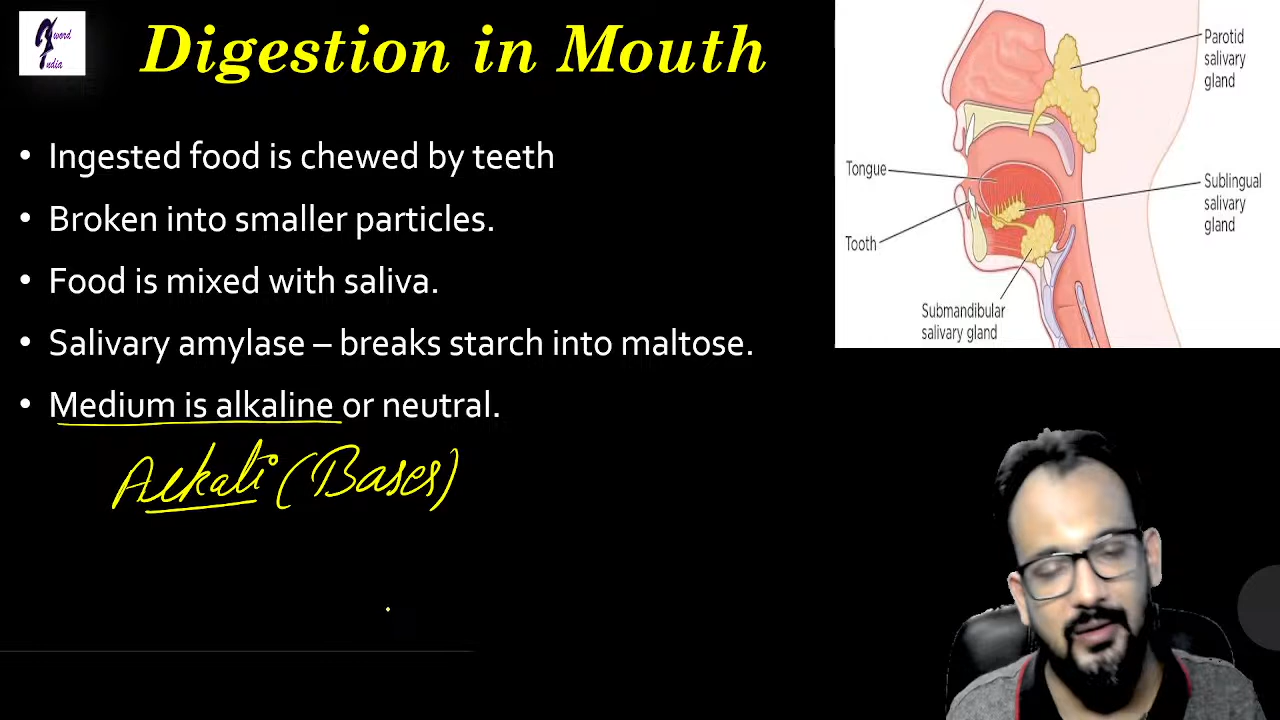 word
India
Digestion in Mouth
• Ingested food is chewed by teeth
• Broken into smaller particles.
• Food is mixed with saliva.
• Salivary amylase – breaks starch into maltose.
• Medium is alkaline or neutral.
Alkali (Bases)
Parotid
salivary
gland
Tongue
Sublingual
salivary
gland
Tooth
Submandibular
salivary gland